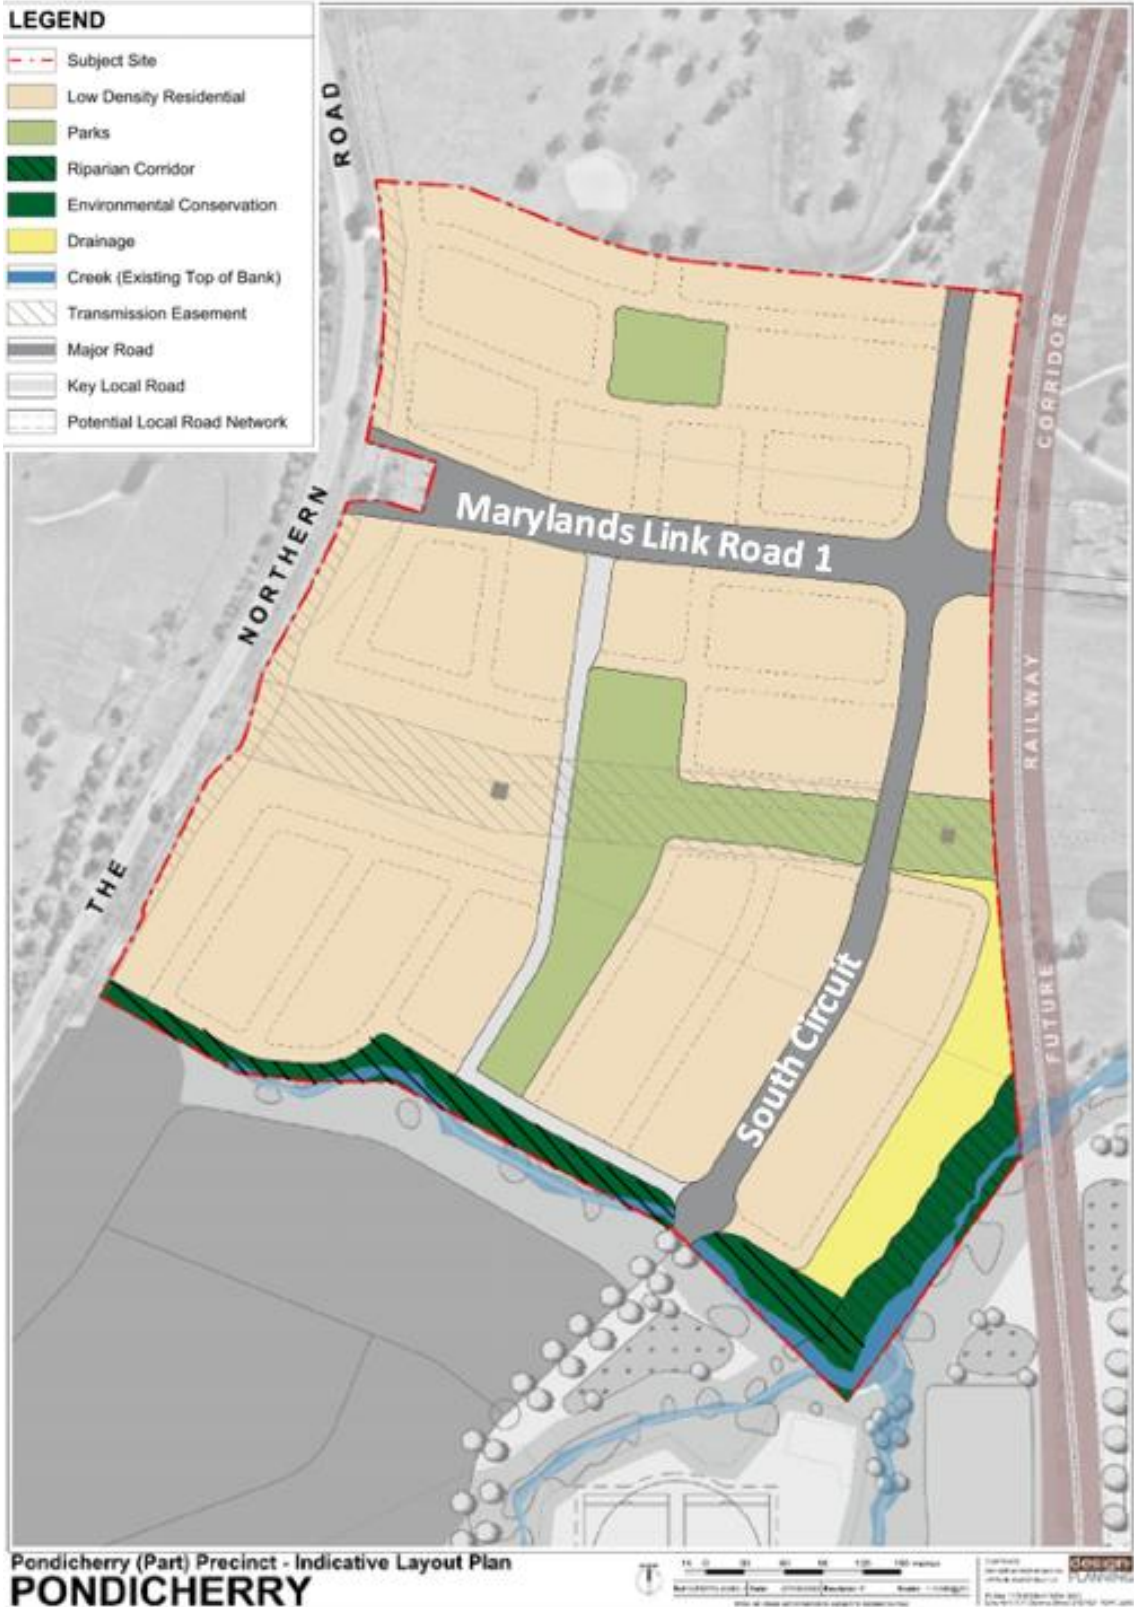 LEGEND
Subject Site
Low Density Residential
Parks
Riparian Corridor
Environmental Conservation
Drainage
Creek (Existing Top of Bank)
Transmission Easement
Major Road
Key Local Road
Potential Local Road Network
THE NORTHERN ROAD
Marylands Link Road 1
South Circuit
FUTURE RAILWAY CORRIDOR
Pondicherry (Part) Precinct - Indicative Layout Plan
PONDICHERRY
design
PLANNING